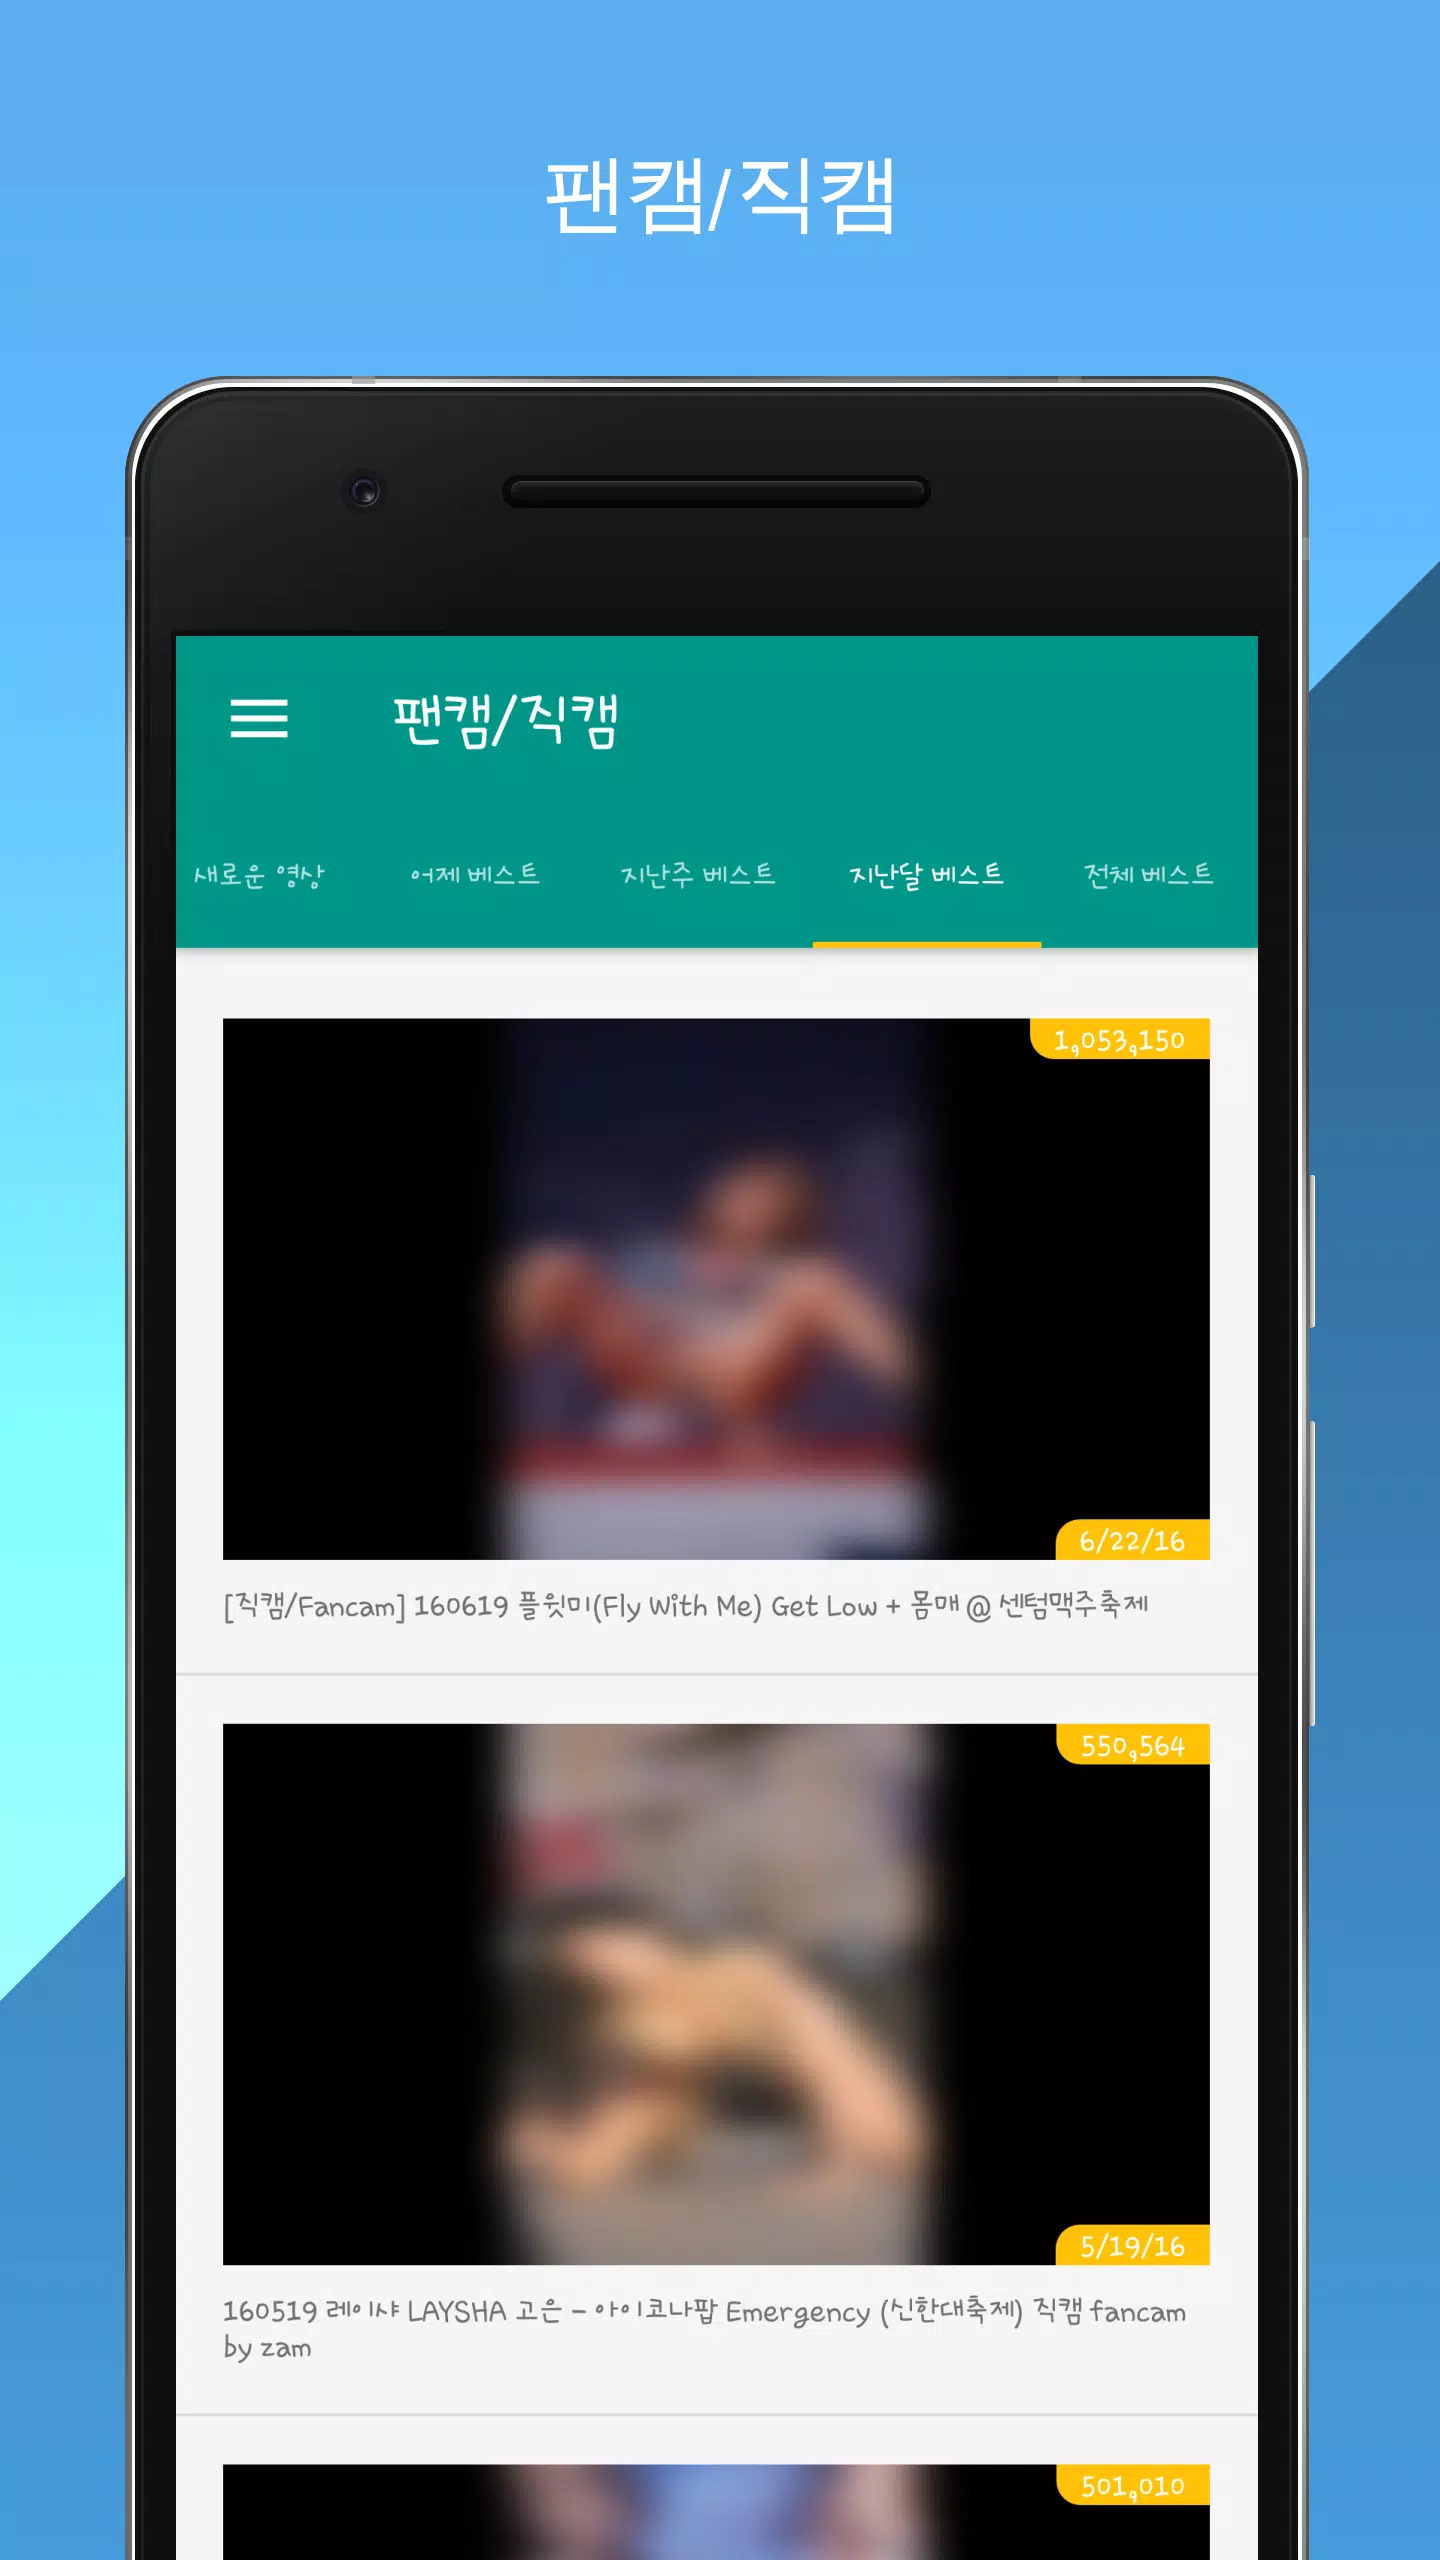 팬캠/직캠
팬캠/직캠
새로운 영상 어제 베스트 지난주 베스트 지난달 베스트 전체 베스트
1,053,150
6/22/16
[직캠/Fancam] 160619 플윗미(Fly With Me) Get Low + 몸매 @ 센텀맥주축제
550,564
5/19/16
160519 레이샤 LAYSHA 고은 - 아이코나팝 Emergency (신한대축제) 직캠 fancam
by zam
501,010